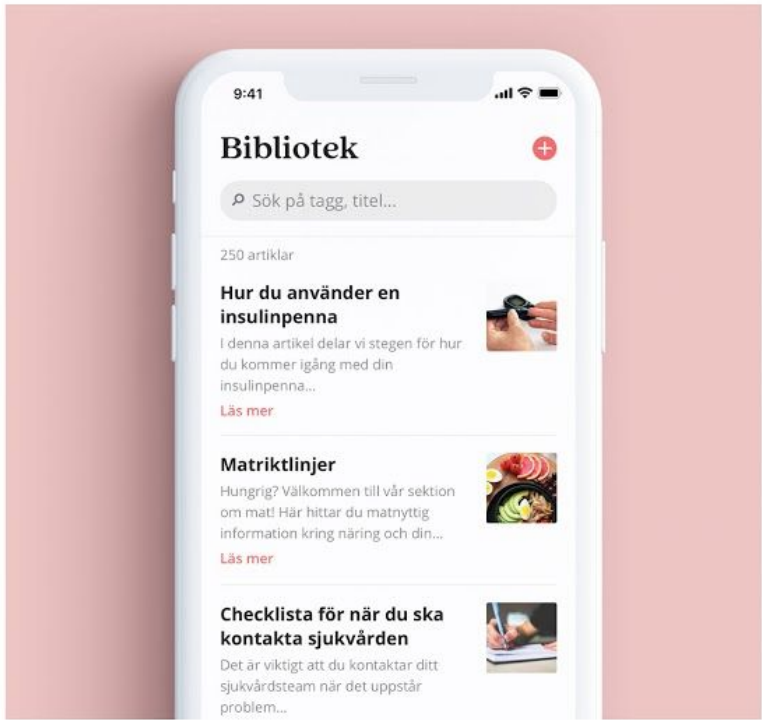 9:41
Bibliotek
Sök på tagg, titel...
250 artiklar
Hur du använder en
insulinpenna
I denna artikel delar vi stegen för hur
du kommer igång med din
insulinpenna...
Läs mer
Matriktlinjer
Hungrig? Välkommen till vår sektion
om mat! Här hittar du matnyttig
information kring näring och din...
Läs mer
Checklista för när du ska
kontakta sjukvården
Det är viktigt att du kontaktar ditt
sjukvårdsteam när det uppstår
problem...